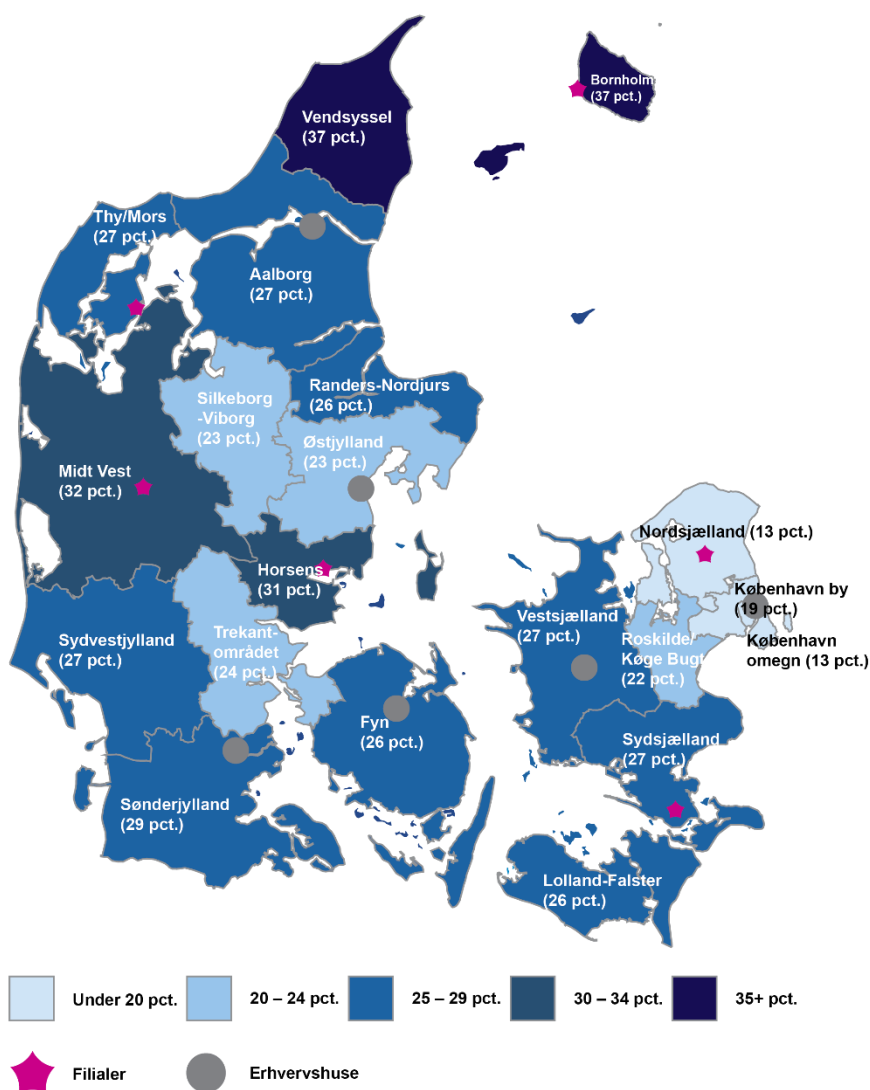 Bornholm
(37 pct.)
Vendsyssel
(37 pct.)
Thy/Mors
(27 pct.)
Aalborg
(27 pct.)
Silkeborg
-Viborg
(23 pct.)
Randers-Nordjurs
(26 pct.)
Østjylland
(23 pct.)
Midt Vest
(32 pct.)
Horsens
(31 pct.)
Nordsjælland (13 pct.)
København by
(19 pct.)
København
omegn (13 pct.)
Vestsjælland
(27 pct.)
Roskilde/
Køge Bugt
(22 pct.)
Sydvestjylland
(27 pct.)
Trekant-
området
(24 pct.)
Fyn
(26 pct.)
Sydsjælland
(27 pct.)
Sønderjylland
(29 pct.)
Lolland-Falster
(26 pct.)
Under 20 pct.
20 – 24 pct.
25 – 29 pct.
30 – 34 pct.
35+ pct.
Filialer
Erhvervshuse